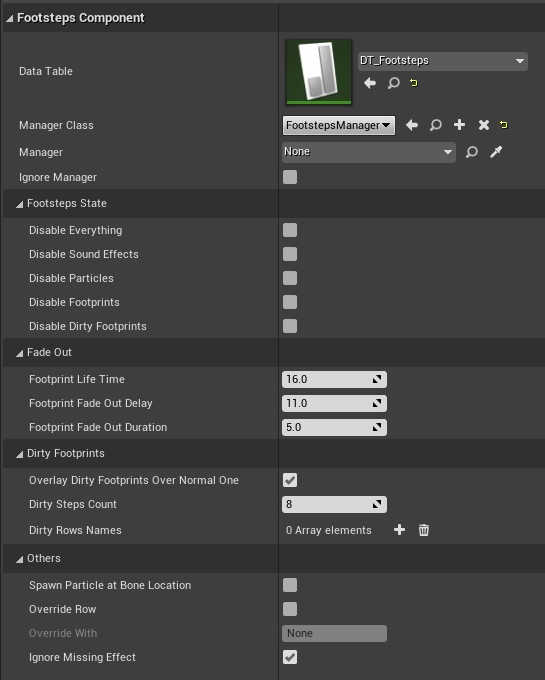 Footsteps Component
Data Table
DT_Footsteps
Manager Class
FootstepsManager
Manager
None
Ignore Manager
Footsteps State
Disable Everything
Disable Sound Effects
Disable Particles
Disable Footprints
Disable Dirty Footprints
Fade Out
Footprint Life Time
16.0
Footprint Fade Out Delay
11.0
Footprint Fade Out Duration
5.0
Dirty Footprints
Overlay Dirty Footprints Over Normal One
Dirty Steps Count
8
Dirty Rows Names
0 Array elements
Others
Spawn Particle at Bone Location
Override Row
Override With
None
Ignore Missing Effect